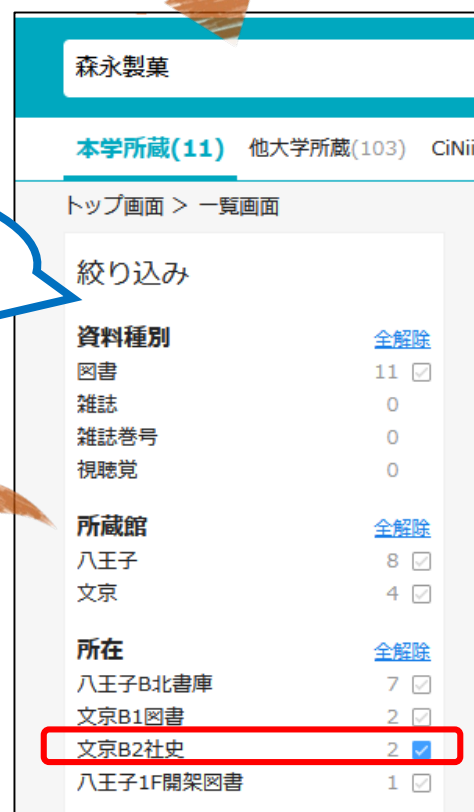 森永製菓
本学所蔵(11) 他大学所蔵(103) CiNii
トップ画面 > 一覧画面
絞り込み
資料種別 全解除
図書 11
雑誌 0
雑誌巻号 0
視聴覚 0
所蔵館 全解除
八王子 8
文京 4
所在 全解除
八王子B北書庫 7
文京B1図書 2
文京B2社史 2
八王子1F開架図書 1